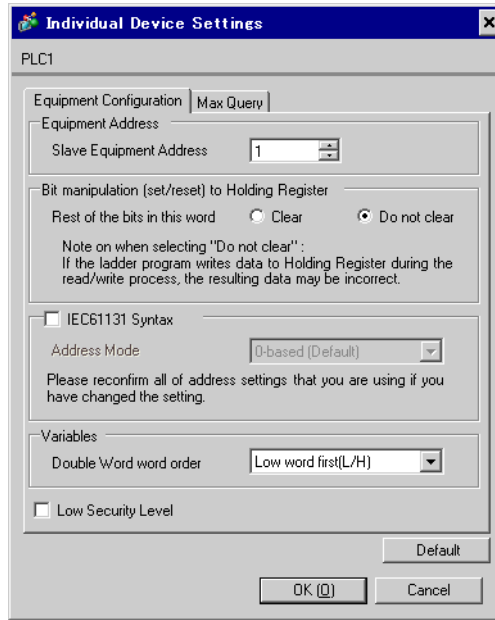 Individual Device Settings
PLC1
Equipment Configuration Max Query
Equipment Address
Slave Equipment Address 1
Bit manipulation (set/reset) to Holding Register
Rest of the bits in this word Clear Do not clear
Note on when selecting "Do not clear" :
If the ladder program writes data to Holding Register during the
read/write process, the resulting data may be incorrect.
IEC61131 Syntax
Address Mode 0-based (Default)
Please reconfirm all of address settings that you are using if you
have changed the setting.
Variables
Double Word word order Low word first(L/H)
Low Security Level
Default
OK (O) Cancel